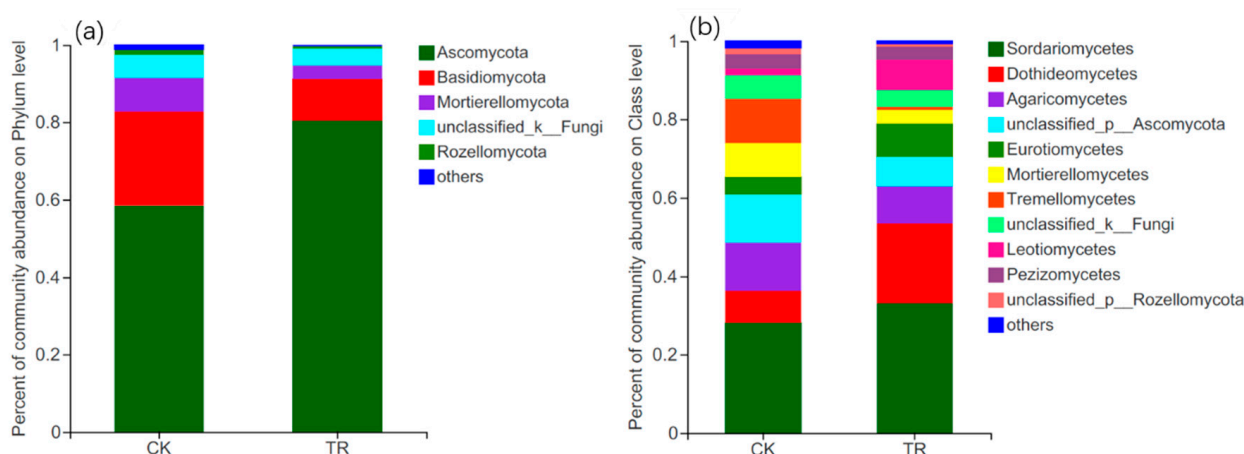 (a)
Percent of community abundance on Phylum level
1
0.8
0.6
0.4
0.2
0
CK
TR
Ascomycota
Basidiomycota
Mortierellomycota
unclassified_k__Fungi
Rozellomycota
others
(b)
Percent of community abundance on Class level
1
0.8
0.6
0.4
0.2
0
CK
TR
Sordariomycetes
Dothideomycetes
Agaricomycetes
unclassified_p__Ascomycota
Eurotiomycetes
Mortierellomycetes
Tremellomycetes
unclassified_k__Fungi
Leotiomycetes
Pezizomycetes
unclassified_p__Rozellomycota
others